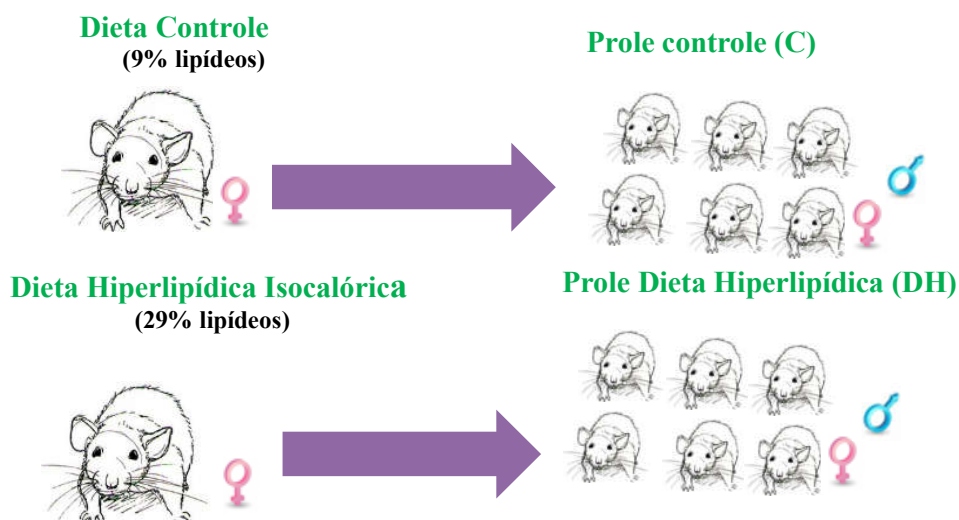 Dieta Controle
(9% lipídeos)
Prole controle (C)
Dieta Hiperlipídica Isocalórica
(29% lipídeos)
Prole Dieta Hiperlipídica (DH)